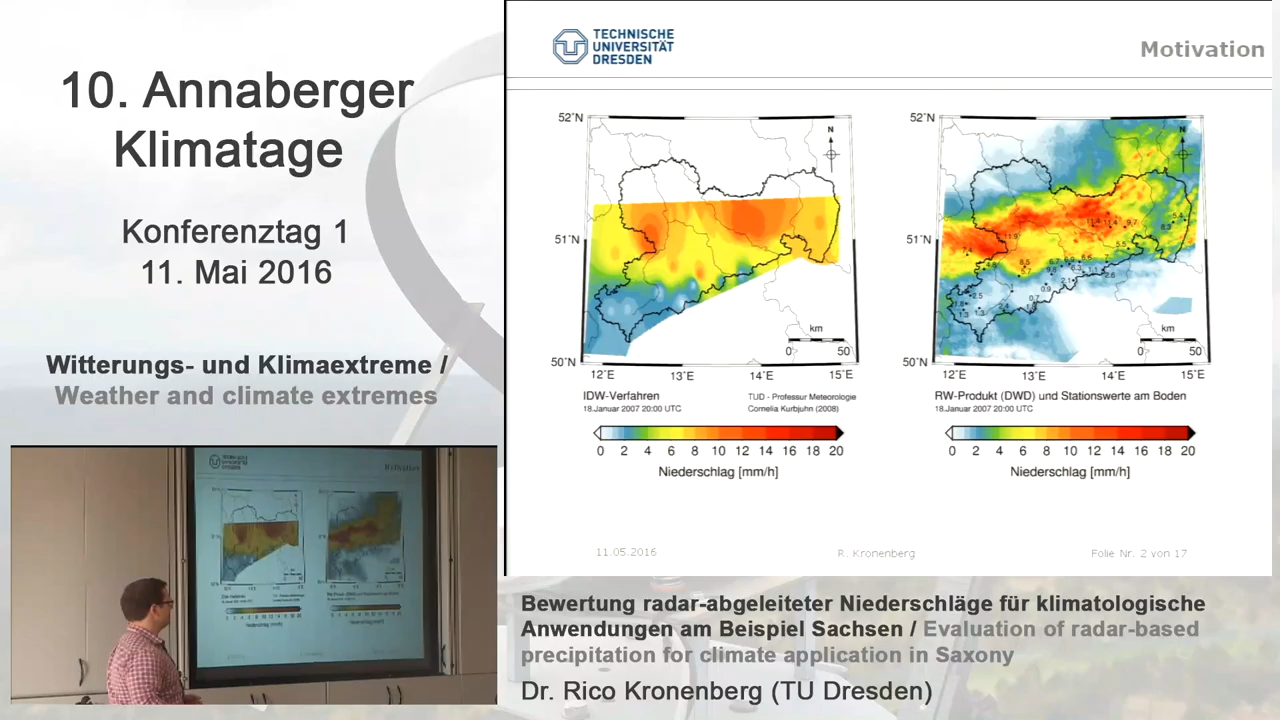 10. Annaberger
Klimatage
Konferenztag 1
11. Mai 2016
Witterungs- und Klimaextreme /
Weather and climate extremes
TECHNISCHE
UNIVERSITÄT
DRESDEN
Motivation
52°N
51°N
50°N
12°E 13°E 14°E 15°E
N
km
0 50
IDW-Verfahren
18.Januar 2007 20:00 UTC
TUD - Professur Meteorologie
Cornelia Kurbjuhn (2008)
0 2 4 6 8 10 12 14 16 18 20
Niederschlag [mm/h]
52°N
51°N
50°N
12°E 13°E 14°E 15°E
N
km
0 50
RW-Produkt (DWD) und Stationswerte am Boden
18.Januar 2007 20:00 UTC
0 2 4 6 8 10 12 14 16 18 20
Niederschlag [mm/h]
11.05.2016
R. Kronenberg
Folie Nr. 2 von 17
Bewertung radar-abgeleiteter Niederschläge für klimatologische
Anwendungen am Beispiel Sachsen / Evaluation of radar-based
precipitation for climate application in Saxony
Dr. Rico Kronenberg (TU Dresden)